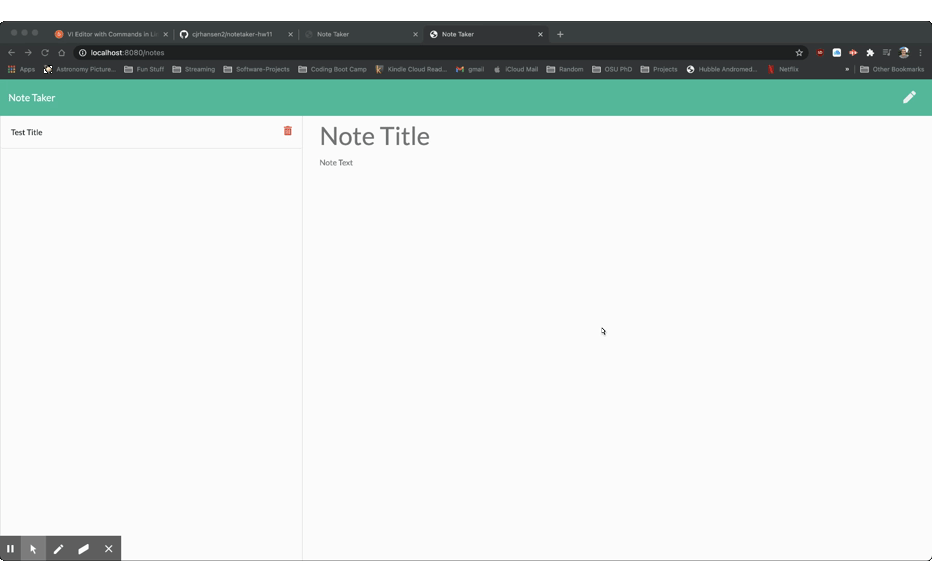 VI Editor with Commands in Li
cjrhansen2/notetaker-hw11
Note Taker
Note Taker
localhost:8080/notes
Apps
Astronomy Picture...
Fun Stuff
Streaming
Software-Projects
Coding Boot Camp
Kindle Cloud Read...
gmail
iCloud Mail
Random
OSU PhD
Projects
Hubble Andromed...
Netflix
»
Other Bookmarks
Note Taker
Test Title
Note Title
Note Text